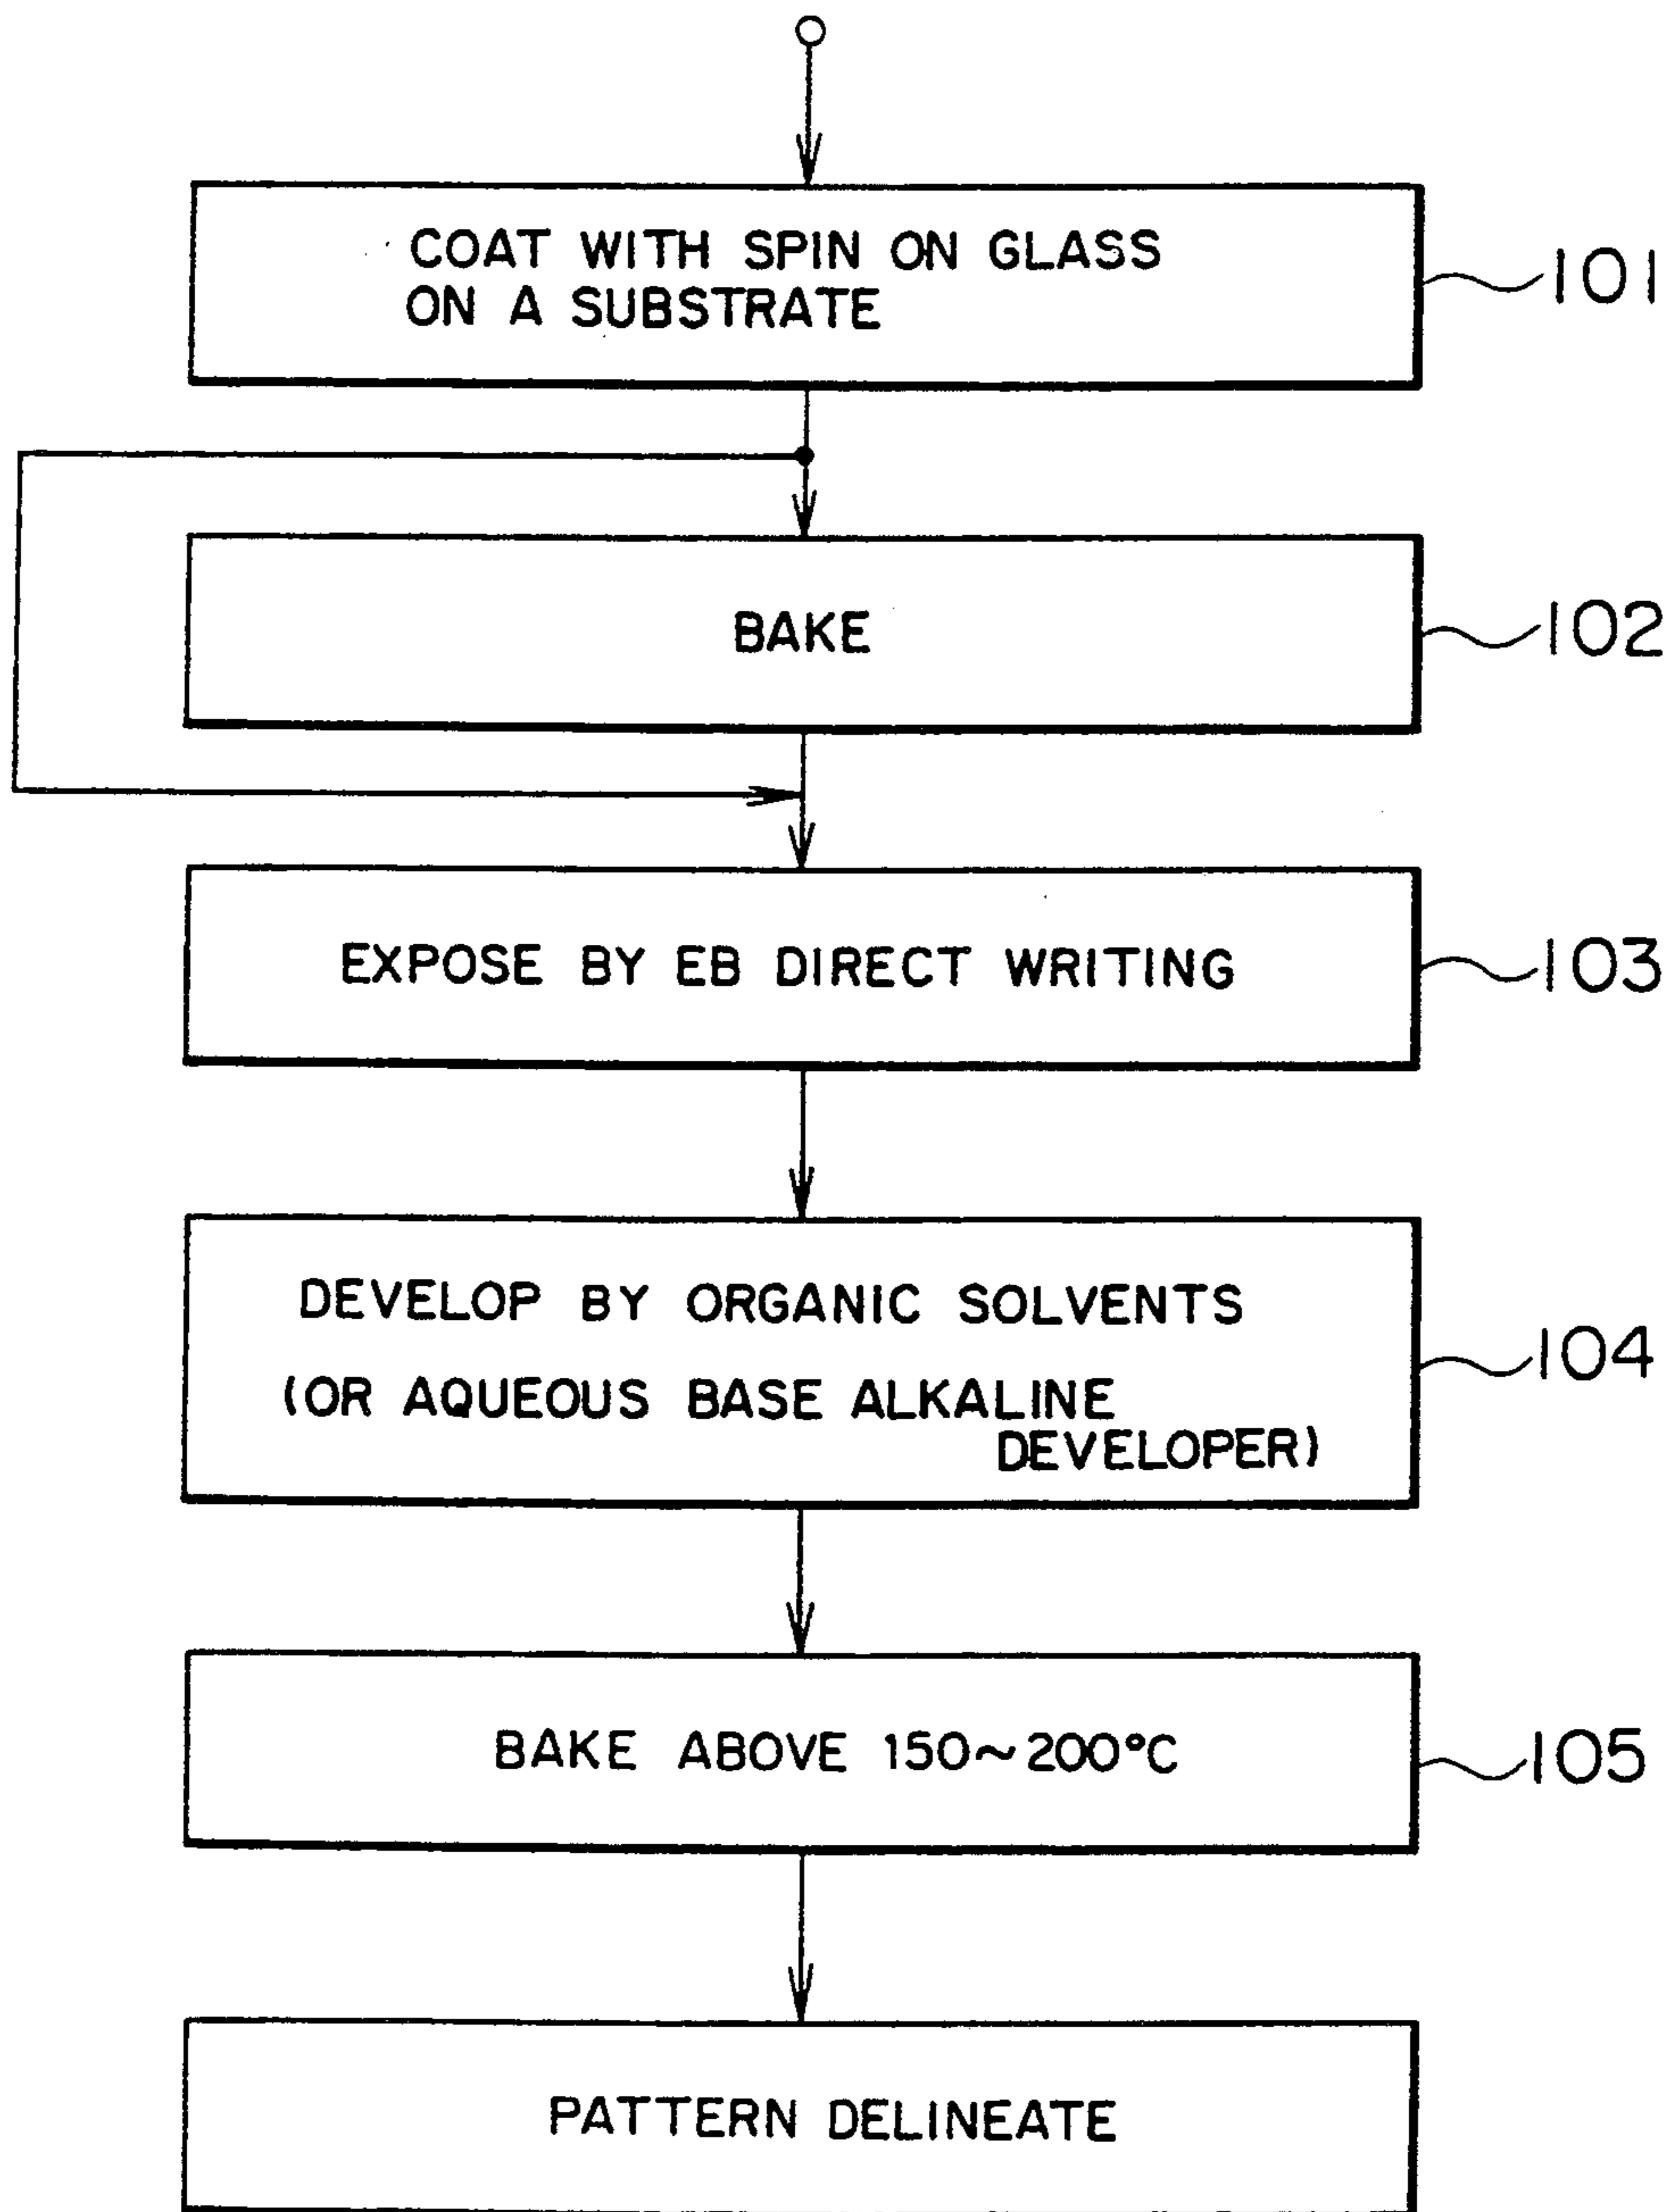 COAT WITH SPIN ON GLASS
ON A SUBSTRATE
101
BAKE
102
EXPOSE BY EB DIRECT WRITING
103
DEVELOP BY ORGANIC SOLVENTS
(OR AQUEOUS BASE ALKALINE
DEVELOPER)
104
BAKE ABOVE 150~200°C
105
PATTERN DELINEATE